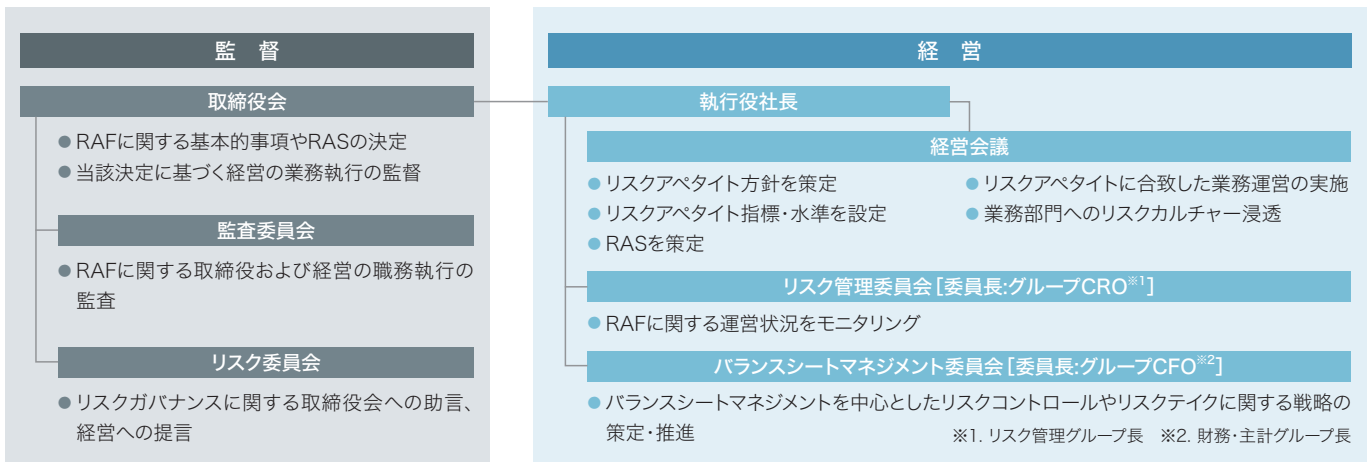 監 督
取締役会
● RAFに関する基本的事項やRASの決定
● 当該決定に基づく経営の業務執行の監督
監査委員会
● RAFに関する取締役および経営の職務執行の
監査
リスク委員会
● リスクガバナンスに関する取締役会への助言、
経営への提言
経 営
執行役社長
経営会議
● リスクアペタイト方針を策定
● リスクアペタイト指標・水準を設定
● RASを策定
● リスクアペタイトに合致した業務運営の実施
● 業務部門へのリスクカルチャー浸透
リスク管理委員会[委員長:グループCRO※1]
● RAFに関する運営状況をモニタリング
バランスシートマネジメント委員会[委員長:グループCFO※2]
● バランスシートマネジメントを中心としたリスクコントロールやリスクテイクに関する戦略の
策定・推進
※1. リスク管理グループ長 ※2. 財務・主計グループ長